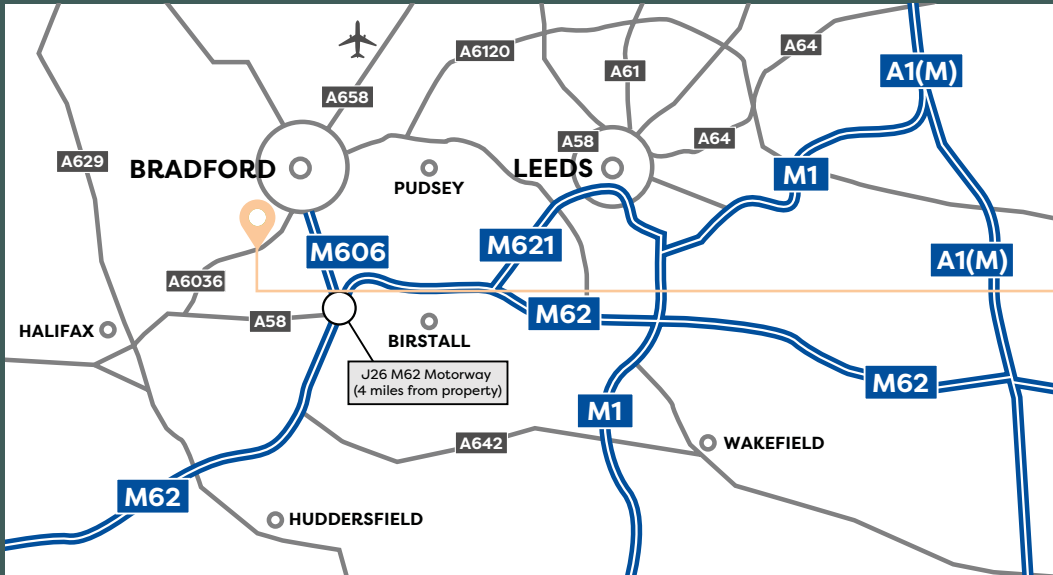 A6120
A64
A61
A1(M)
A658
A58
A64
A629
BRADFORD
LEEDS
M1
PUDSEY
M606
M621
A1(M)
A6036
M62
A58
HALIFAX
BIRSTALL
J26 M62 Motorway
(4 miles from property)
M62
M1
A642
WAKEFIELD
M62
HUDDERSFIELD